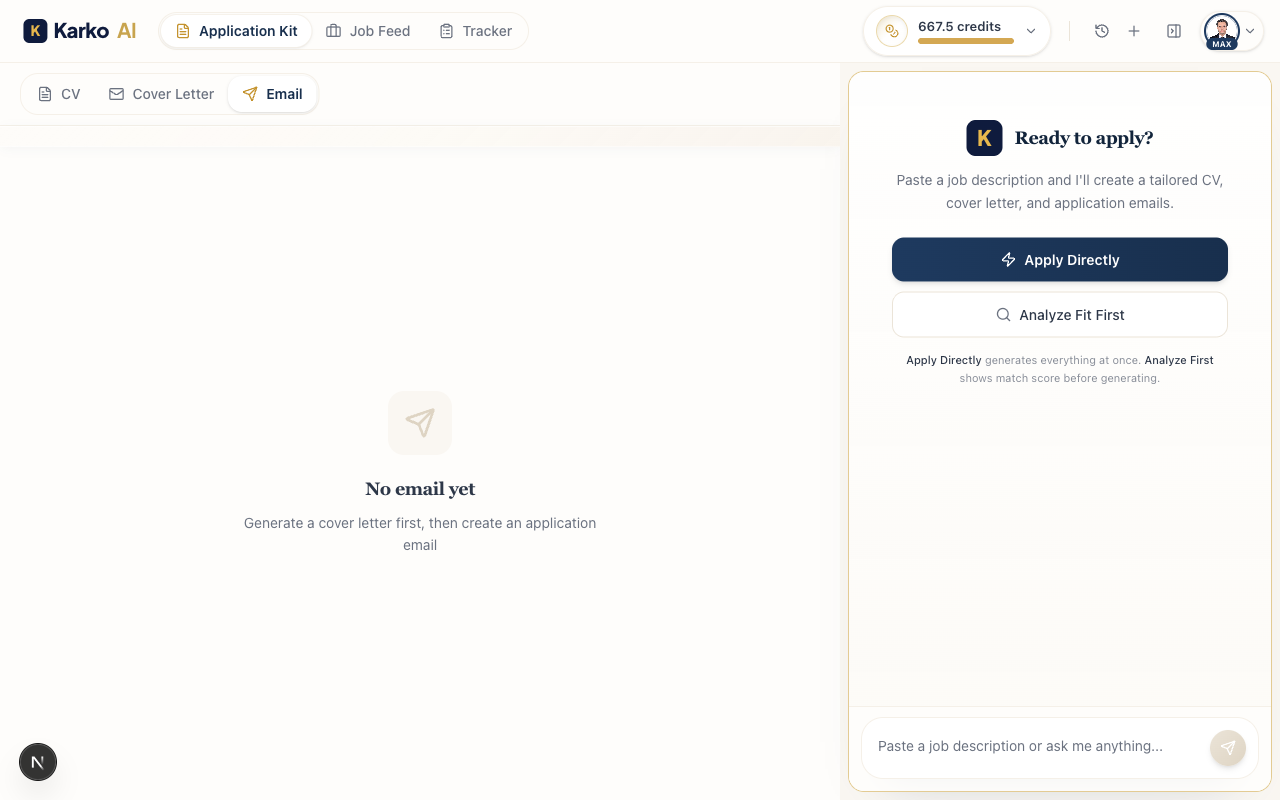 K Karko AI
Application Kit
Job Feed
Tracker
667.5 credits
MAX
CV
Cover Letter
Email
No email yet
Generate a cover letter first, then create an application
email
N
K Ready to apply?
Paste a job description and I'll create a tailored CV,
cover letter, and application emails.
Apply Directly
Analyze Fit First
Apply Directly generates everything at once. Analyze First
shows match score before generating.
Paste a job description or ask me anything...